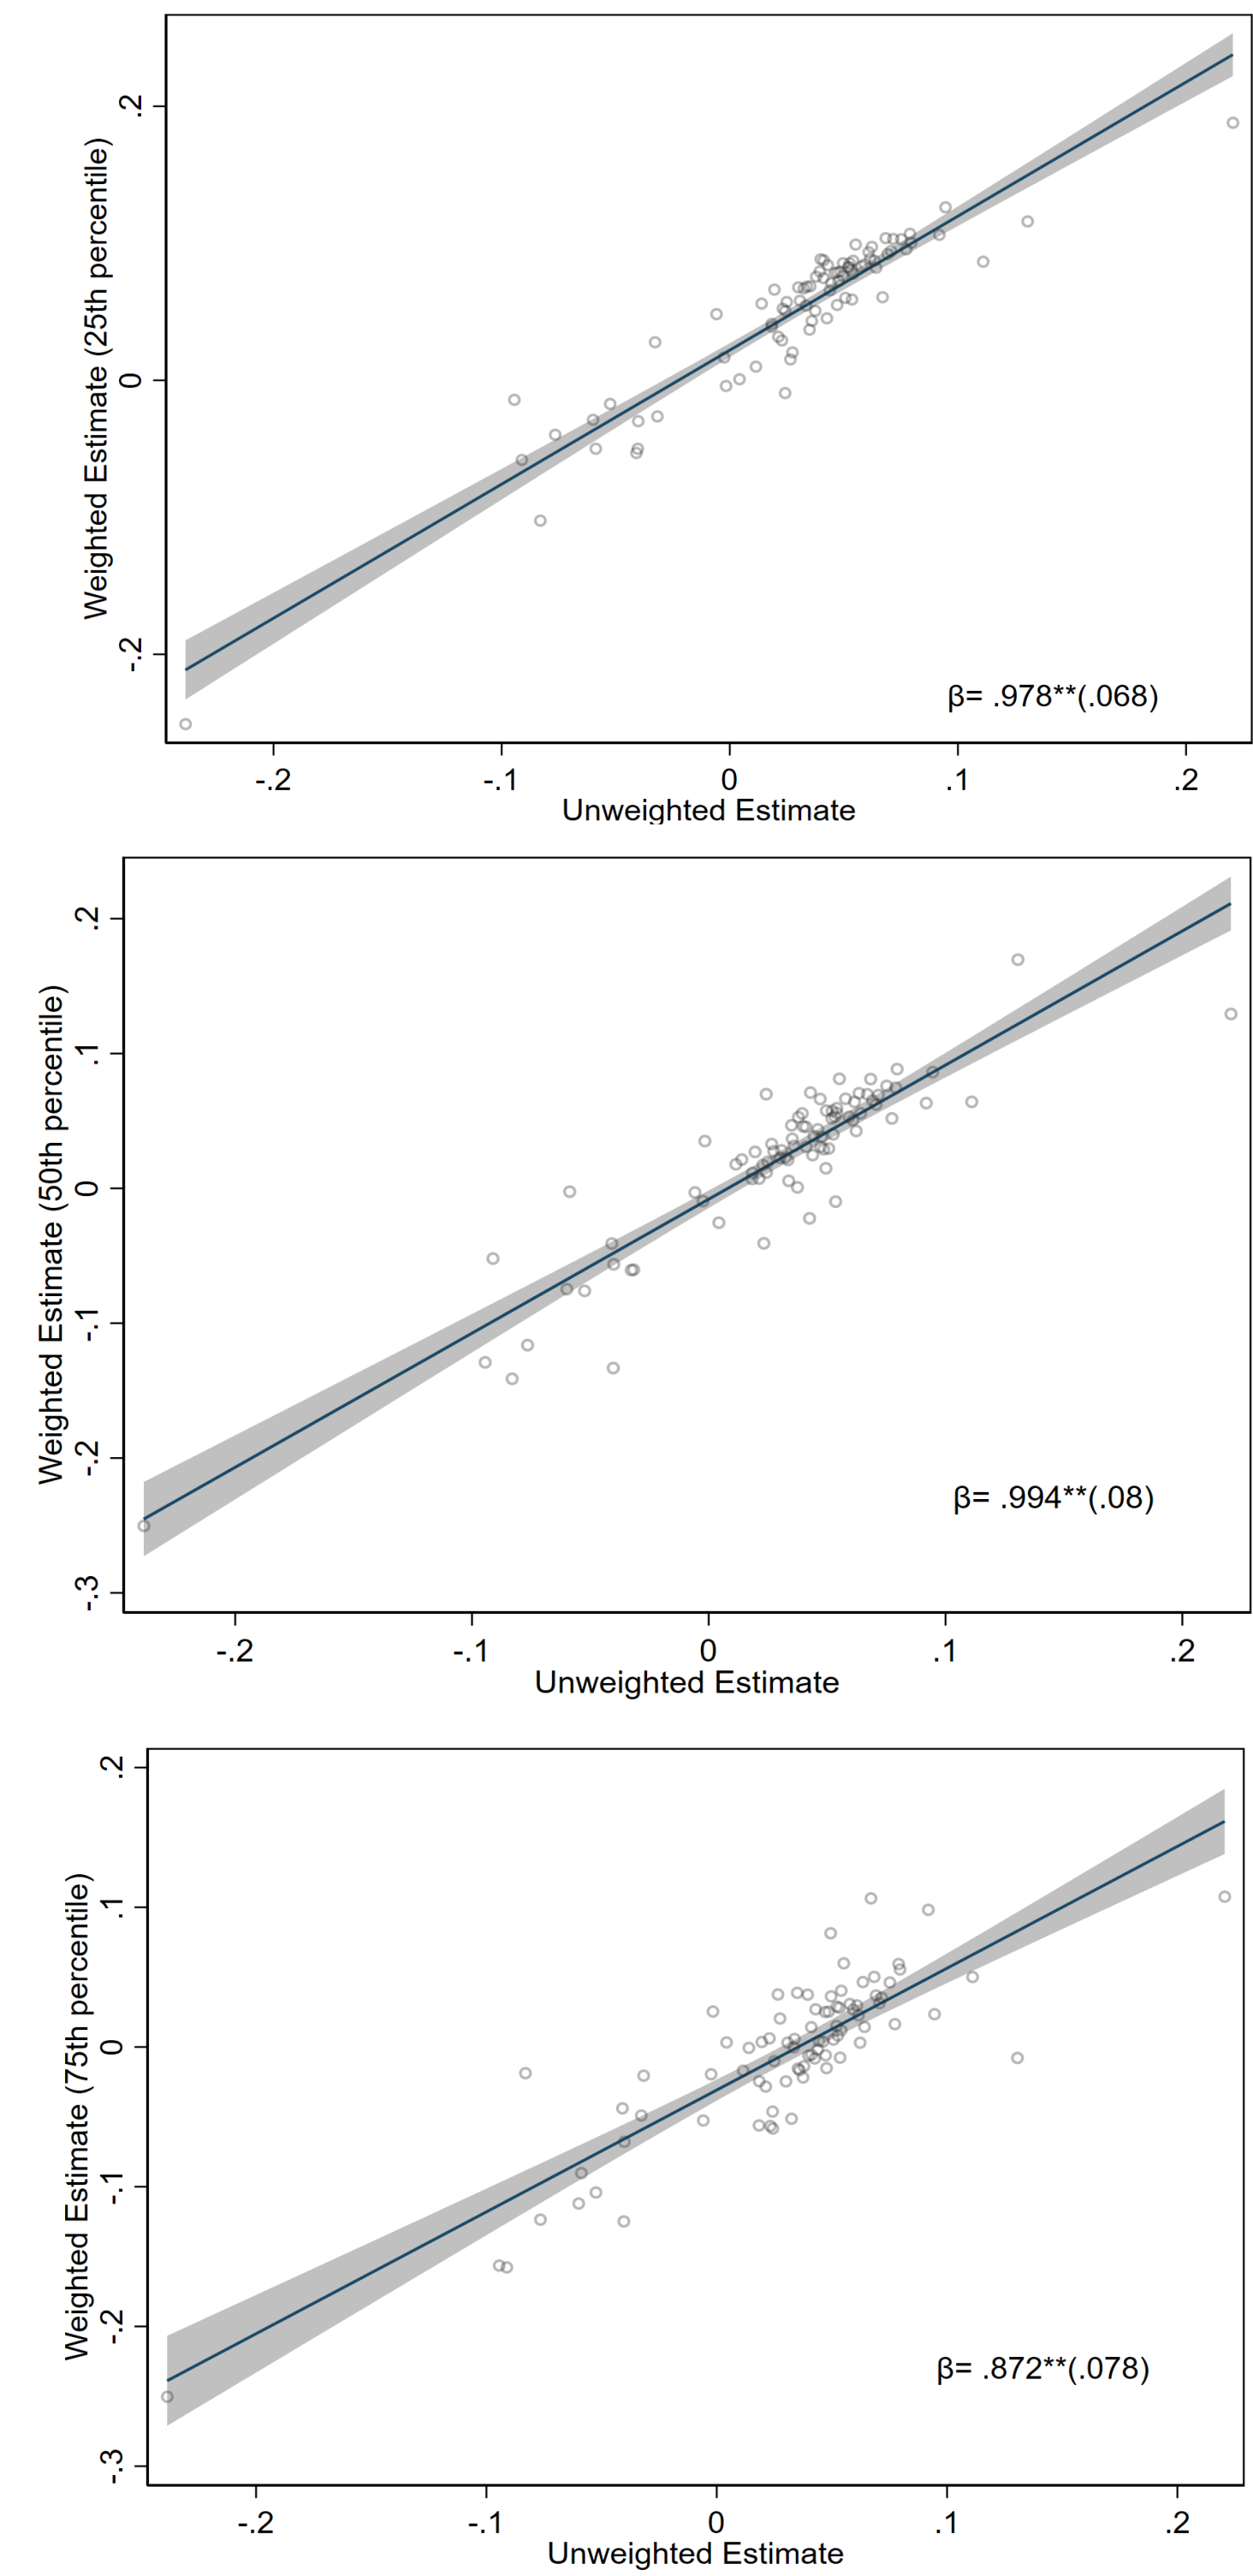 Weighted Estimate (25th percentile)
.2
0
-.2
β= .978**(.068)
-.2 -.1 0 .1 .2
Unweighted Estimate
Weighted Estimate (50th percentile)
.2
.1
0
-.1
-.2
-.3
β= .994**(.08)
-.2 -.1 0 .1 .2
Unweighted Estimate
Weighted Estimate (75th percentile)
.2
.1
0
-.1
-.2
-.3
β= .872**(.078)
-.2 -.1 0 .1 .2
Unweighted Estimate